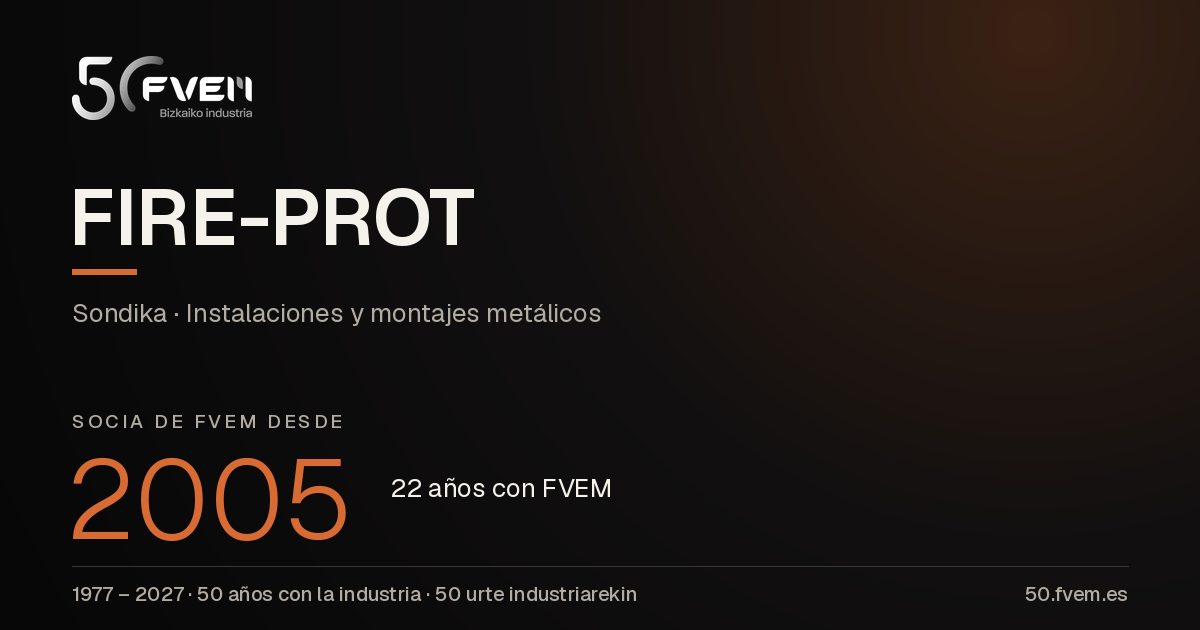 50 FVEM
Bizkaiko industria
FIRE-PROT
Sondika · Instalaciones y montajes metálicos
SOCIA DE FVEM DESDE
2005
22 años con FVEM
1977 – 2027 · 50 años con la industria · 50 urte industriarekin
50.fvem.es